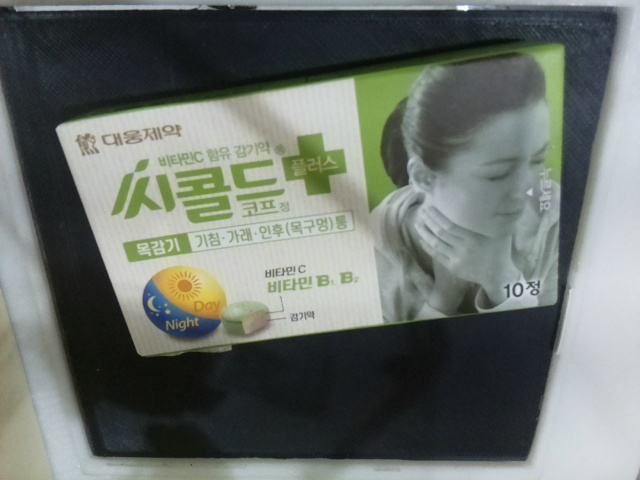 대웅제약
비타민C 함유 감기약
씨콜드 플러스
코프정
목감기 기침·가래·인후(목구멍)통
Day
Night
비타민 C
비타민 B₁, B₂
감기약
10정